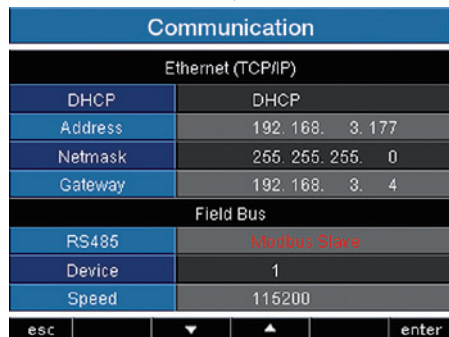 Communication
Ethernet (TCP/IP)
DHCP DHCP
Address 192. 168. 3. 177
Netmask 255. 255. 255. 0
Gateway 192. 168. 3. 4
Field Bus
RS485 Modbus Slave
Device 1
Speed 115200
esc ▼ ▲ enter